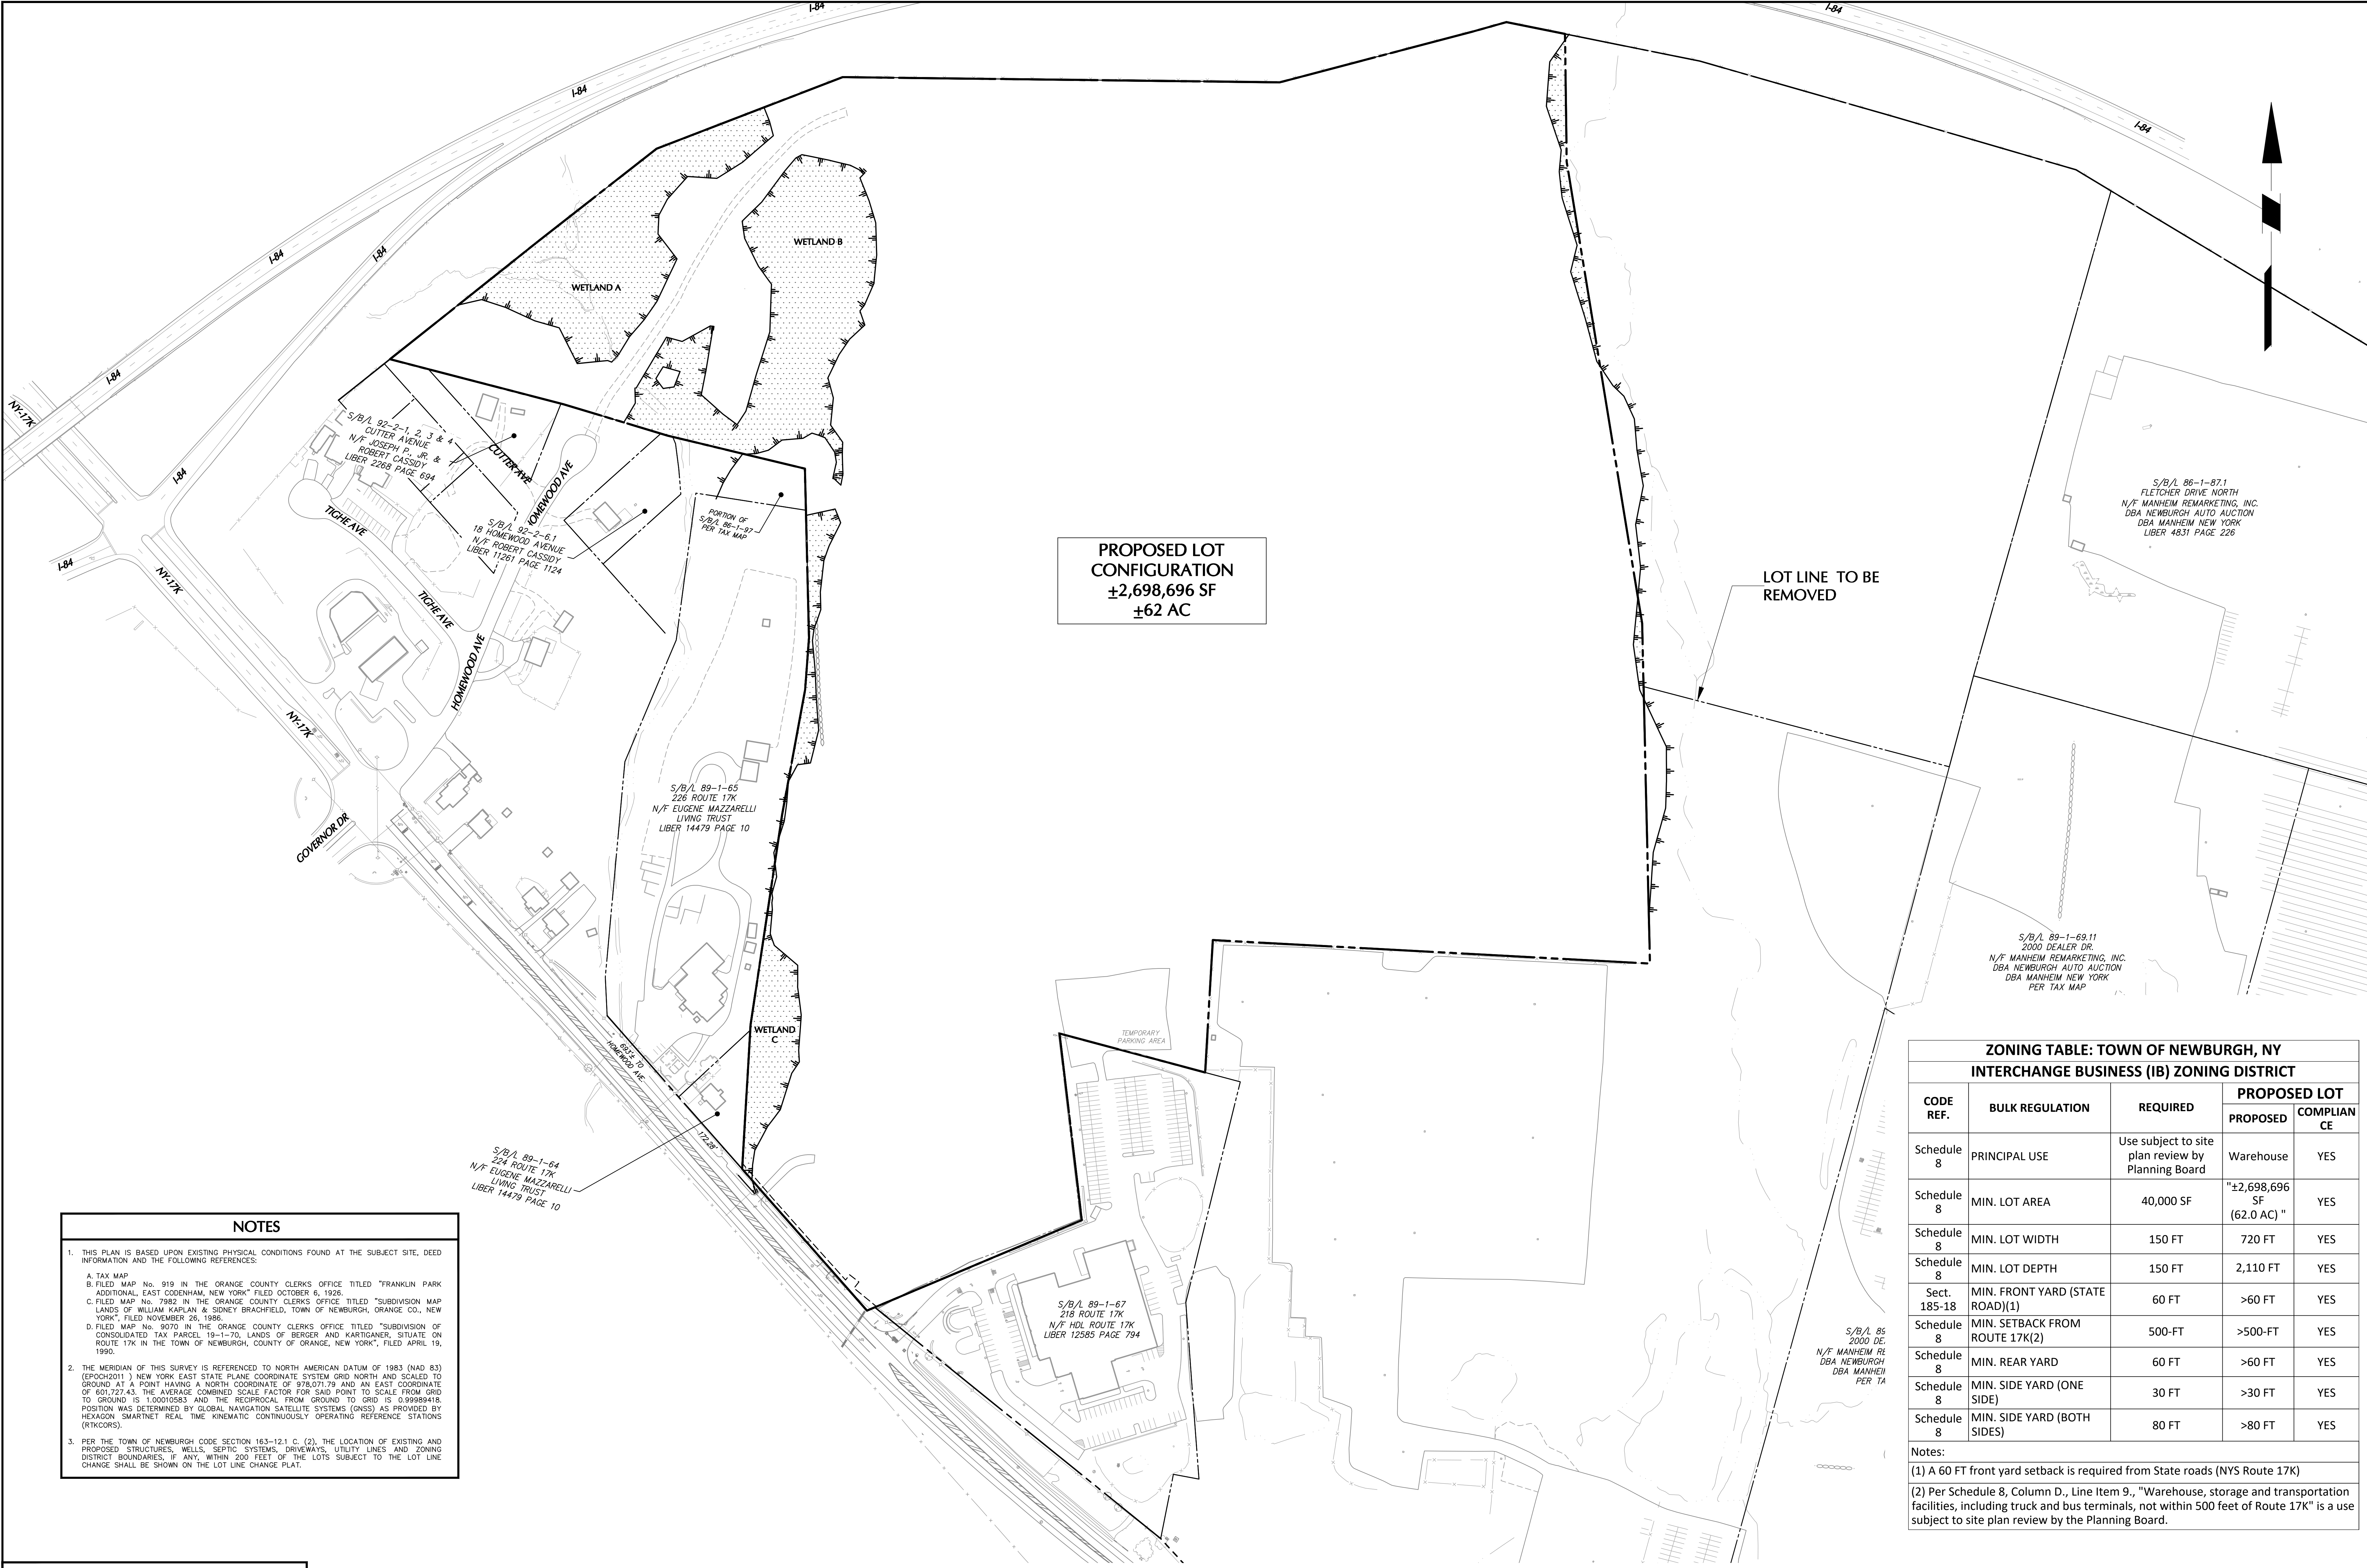 I-84
I-84
I-84
I-84
I-84
I-84
I-84
NY-17K
I-84
I-84
I-84
WETLAND A
WETLAND B
S/B/L 92-2-1, 2, 3 & 4
CUTTER AVENUE
N/F JOSEPH P., JR. &
ROBERT CASSIDY
LIBER 2268 PAGE 694
CUTTER AVE
HOMEWOOD AVE
TIGHE AVE
S/B/L 92-2-6.1
18 HOMEWOOD AVENUE
N/F ROBERT CASSIDY
LIBER 11261 PAGE 1124
PORTION OF
S/B/L 86-1-97
PER TAX MAP
NY-17K
TIGHE AVE
HOMEWOOD AVE
NY-17K
GOVERNOR DR
PROPOSED LOT
CONFIGURATION
±2,698,696 SF
±62 AC
LOT LINE TO BE
REMOVED
S/B/L 86-1-87.1
FLETCHER DRIVE NORTH
N/F MANHEIM REMARKETING, INC.
DBA NEWBURGH AUTO AUCTION
DBA MANHEIM NEW YORK
LIBER 4831 PAGE 226
S/B/L 89-1-65
226 ROUTE 17K
N/F EUGENE MAZZARELLI
LIVING TRUST
LIBER 14479 PAGE 10
S/B/L 89-1-69.11
2000 DEALER DR.
N/F MANHEIM REMARKETING, INC.
DBA NEWBURGH AUTO AUCTION
DBA MANHEIM NEW YORK
PER TAX MAP
WETLAND
C
TEMPORARY
PARKING AREA
693'± TO
HOMEWOOD AVE
172.28'
S/B/L 89-1-64
224 ROUTE 17K
N/F EUGENE MAZZARELLI
LIVING TRUST
LIBER 14479 PAGE 10
S/B/L 89-1-67
218 ROUTE 17K
N/F HDL ROUTE 17K
LIBER 12585 PAGE 794
S/B/L 89
2000 DE
N/F MANHEIM RE
DBA NEWBURGH
DBA MANHEI
PER TA
NOTES
1. THIS PLAN IS BASED UPON EXISTING PHYSICAL CONDITIONS FOUND AT THE SUBJECT SITE, DEED
INFORMATION AND THE FOLLOWING REFERENCES:
A. TAX MAP
B. FILED MAP No. 919 IN THE ORANGE COUNTY CLERKS OFFICE TITLED "FRANKLIN PARK
ADDITIONAL, EAST CODENHAM, NEW YORK" FILED OCTOBER 6, 1926.
C. FILED MAP No. 7982 IN THE ORANGE COUNTY CLERKS OFFICE TITLED "SUBDIVISION MAP
LANDS OF WILLIAM KAPLAN & SIDNEY BRACHFIELD, TOWN OF NEWBURGH, ORANGE CO., NEW
YORK", FILED NOVEMBER 26, 1986.
D. FILED MAP No. 9070 IN THE ORANGE COUNTY CLERKS OFFICE TITLED "SUBDIVISION OF
CONSOLIDATED TAX PARCEL 19-1-70, LANDS OF BERGER AND KARTIGANER, SITUATE ON
ROUTE 17K IN THE TOWN OF NEWBURGH, COUNTY OF ORANGE, NEW YORK", FILED APRIL 19,
1990.
2. THE MERIDIAN OF THIS SURVEY IS REFERENCED TO NORTH AMERICAN DATUM OF 1983 (NAD 83)
(EPOCH2011 ) NEW YORK EAST STATE PLANE COORDINATE SYSTEM GRID NORTH AND SCALED TO
GROUND AT A POINT HAVING A NORTH COORDINATE OF 978,071.79 AND AN EAST COORDINATE
OF 601,727.43. THE AVERAGE COMBINED SCALE FACTOR FOR SAID POINT TO SCALE FROM GRID
TO GROUND IS 1.00010583 AND THE RECIPROCAL FROM GROUND TO GRID IS 0.99989418.
POSITION WAS DETERMINED BY GLOBAL NAVIGATION SATELLITE SYSTEMS (GNSS) AS PROVIDED BY
HEXAGON SMARTNET REAL TIME KINEMATIC CONTINUOUSLY OPERATING REFERENCE STATIONS
(RTKCORS).
3. PER THE TOWN OF NEWBURGH CODE SECTION 163-12.1 C. (2), THE LOCATION OF EXISTING AND
PROPOSED STRUCTURES, WELLS, SEPTIC SYSTEMS, DRIVEWAYS, UTILITY LINES AND ZONING
DISTRICT BOUNDARIES, IF ANY, WITHIN 200 FEET OF THE LOTS SUBJECT TO THE LOT LINE
CHANGE SHALL BE SHOWN ON THE LOT LINE CHANGE PLAT.
ZONING TABLE: TOWN OF NEWBURGH, NY
INTERCHANGE BUSINESS (IB) ZONING DISTRICT
CODE REF. BULK REGULATION REQUIRED PROPOSED LOT
PROPOSED COMPLIAN CE
Schedule 8 PRINCIPAL USE Use subject to site plan review by Planning Board Warehouse YES
Schedule 8 MIN. LOT AREA 40,000 SF "±2,698,696 SF (62.0 AC) " YES
Schedule 8 MIN. LOT WIDTH 150 FT 720 FT YES
Schedule 8 MIN. LOT DEPTH 150 FT 2,110 FT YES
Sect. 185-18 MIN. FRONT YARD (STATE ROAD)(1) 60 FT >60 FT YES
Schedule 8 MIN. SETBACK FROM ROUTE 17K(2) 500-FT >500-FT YES
Schedule 8 MIN. REAR YARD 60 FT >60 FT YES
Schedule 8 MIN. SIDE YARD (ONE SIDE) 30 FT >30 FT YES
Schedule 8 MIN. SIDE YARD (BOTH SIDES) 80 FT >80 FT YES
Notes:
(1) A 60 FT front yard setback is required from State roads (NYS Route 17K)
(2) Per Schedule 8, Column D., Line Item 9., "Warehouse, storage and transportation
facilities, including truck and bus terminals, not within 500 feet of Route 17K" is a use
subject to site plan review by the Planning Board.